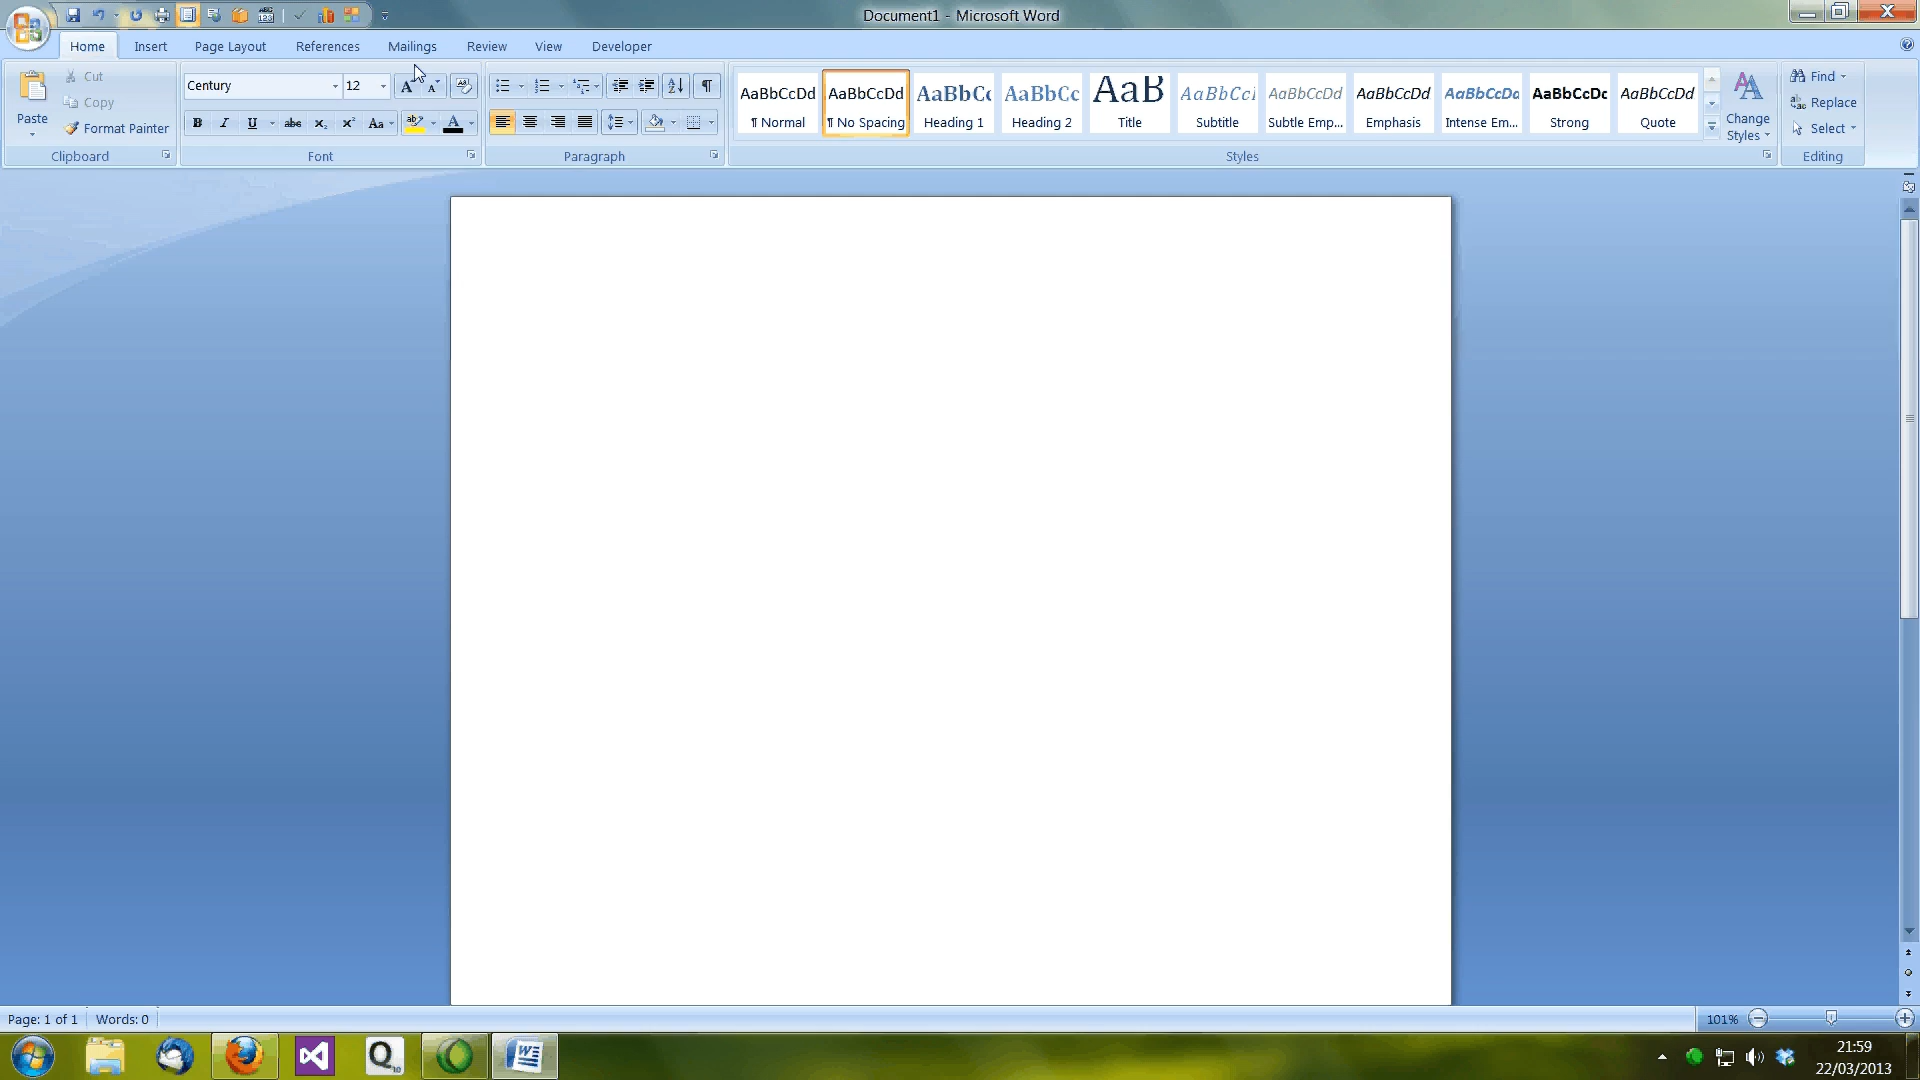 Document1 - Microsoft Word
Home Insert Page Layout References Mailings Review View Developer
Paste
Cut
Copy
Format Painter
Clipboard
Century 12
Font
Paragraph
AaBbCcDd AaBbCcDd AaBbCc AaBbCc AaB AaBbCcl AaBbCcDd AaBbCcDd AaBbCcDd AaBbCcDc AaBbCcDd
¶ Normal ¶ No Spacing Heading 1 Heading 2 Title Subtitle Subtle Emp... Emphasis Intense Em... Strong Quote
Styles
Change
Styles
Find
Replace
Select
Editing
Page: 1 of 1 Words: 0
101%
21:59
22/03/2013